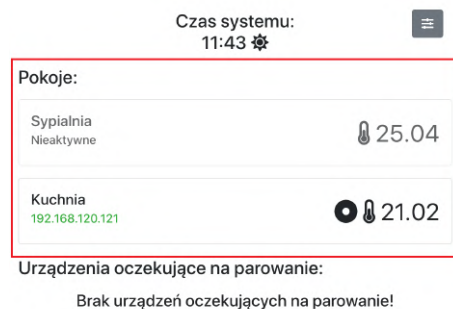 Czas systemu:
11:43
Pokoje:
Sypialnia
Nieaktywne
25.04
Kuchnia
192.168.120.121
21.02
Urządzenia oczekujące na parowanie:
Brak urządzeń oczekujących na parowanie!